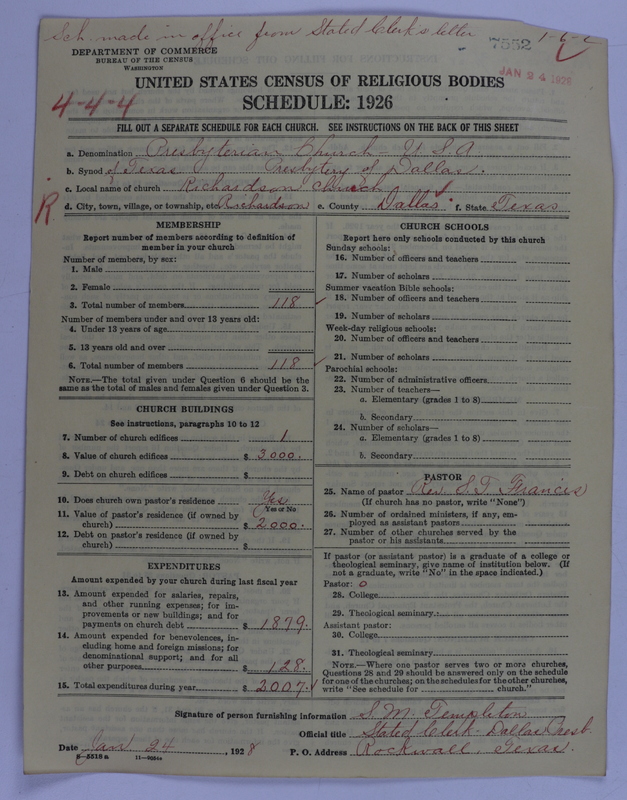 Sch. made in office from Stated Clerk's letter
7552
1-6-2
DEPARTMENT OF COMMERCE
BUREAU OF THE CENSUS
WASHINGTON
JAN 24 1928
UNITED STATES CENSUS OF RELIGIOUS BODIES
4-4-4
SCHEDULE: 1926
FILL OUT A SEPARATE SCHEDULE FOR EACH CHURCH. SEE INSTRUCTIONS ON THE BACK OF THIS SHEET
a. Denomination Presbyterian Church U S A
b. Synod of Texas Presbytery of Dallas.
c. Local name of church Richardson Church
R
d. City, town, village, or township, etc. Richardson e. County Dallas f. State Texas
MEMBERSHIP
Report number of members according to definition of
member in your church
Number of members, by sex:
1. Male
2. Female
3. Total number of members 118
Number of members under and over 13 years old:
4. Under 13 years of age
5. 13 years old and over
6. Total number of members 118
NOTE.—The total given under Question 6 should be the
same as the total of males and females given under Question 3.
CHURCH BUILDINGS
See instructions, paragraphs 10 to 12
7. Number of church edifices 1
8. Value of church edifices $ 3000.
9. Debt on church edifices $
10. Does church own pastor's residence Yes
Yes or No
11. Value of pastor's residence (if owned by
church) $ 2000.
12. Debt on pastor's residence (if owned by
church) $
EXPENDITURES
Amount expended by your church during last fiscal year
13. Amount expended for salaries, repairs,
and other running expenses; for im-
provements or new buildings; and for
payments on church debt $ 1879.
14. Amount expended for benevolences, in-
cluding home and foreign missions; for
denominational support; and for all
other purposes $ 128.
15. Total expenditures during year $ 2007.
CHURCH SCHOOLS
Report here only schools conducted by this church
Sunday schools:
16. Number of officers and teachers
17. Number of scholars
Summer vacation Bible schools:
18. Number of officers and teachers
19. Number of scholars
Week-day religious schools:
20. Number of officers and teachers
21. Number of scholars
Parochial schools:
22. Number of administrative officers
23. Number of teachers—
a. Elementary (grades 1 to 8)
b. Secondary
24. Number of scholars—
a. Elementary (grades 1 to 8)
b. Secondary
PASTOR
25. Name of pastor Rev. S. T. Francis
(If church has no pastor, write "None")
26. Number of ordained ministers, if any, em-
ployed as assistant pastors
27. Number of other churches served by the
pastor or his assistants
If pastor (or assistant pastor) is a graduate of a college or
theological seminary, give name of institution below. (If
not a graduate, write "No" in the space indicated.)
Pastor: 0
28. College
29. Theological seminary
Assistant pastor:
30. College
31. Theological seminary
NOTE.—Where one pastor serves two or more churches,
Questions 28 and 29 should be answered only on the schedule
for one of the churches; on the schedules for the other churches,
write "See schedule for church."
Signature of person furnishing information S. M. Templeton
Official title Stated Clerk Dallas Presb.
Date Jan 24, 1928 P. O. Address Rockwall, Texas.